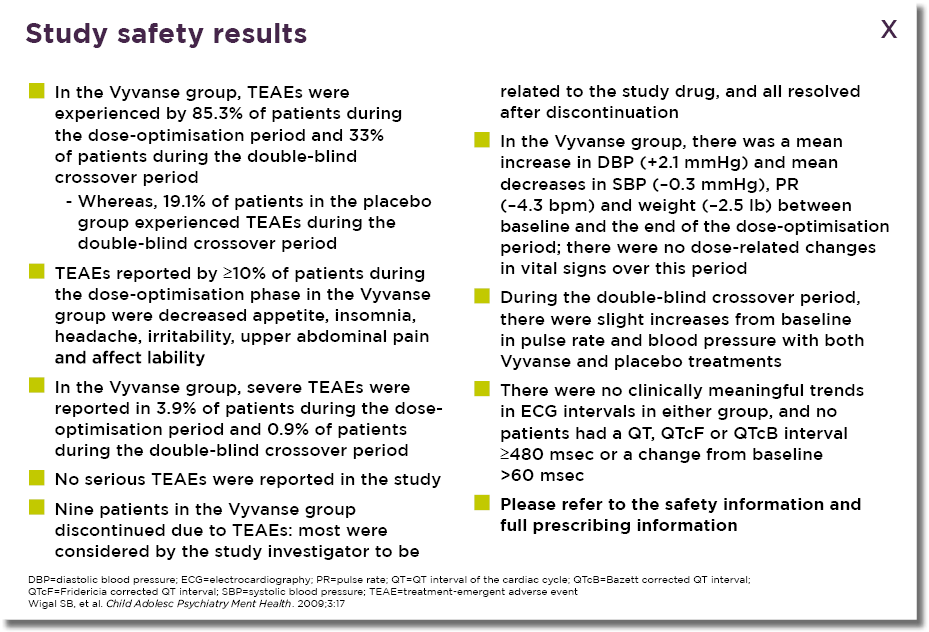 Study safety results
X
In the Vyvanse group, TEAEs were
experienced by 85.3% of patients during
the dose-optimisation period and 33%
of patients during the double-blind
crossover period
- Whereas, 19.1% of patients in the placebo
group experienced TEAEs during the
double-blind crossover period
TEAEs reported by ≥10% of patients during
the dose-optimisation phase in the Vyvanse
group were decreased appetite, insomnia,
headache, irritability, upper abdominal pain
and affect lability
In the Vyvanse group, severe TEAEs were
reported in 3.9% of patients during the dose-
optimisation period and 0.9% of patients
during the double-blind crossover period
No serious TEAEs were reported in the study
Nine patients in the Vyvanse group
discontinued due to TEAEs: most were
considered by the study investigator to be
related to the study drug, and all resolved
after discontinuation
In the Vyvanse group, there was a mean
increase in DBP (+2.1 mmHg) and mean
decreases in SBP (–0.3 mmHg), PR
(–4.3 bpm) and weight (–2.5 lb) between
baseline and the end of the dose-optimisation
period; there were no dose-related changes
in vital signs over this period
During the double-blind crossover period,
there were slight increases from baseline
in pulse rate and blood pressure with both
Vyvanse and placebo treatments
There were no clinically meaningful trends
in ECG intervals in either group, and no
patients had a QT, QTcF or QTcB interval
≥480 msec or a change from baseline
>60 msec
Please refer to the safety information and
full prescribing information
DBP=diastolic blood pressure; ECG=electrocardiography; PR=pulse rate; QT=QT interval of the cardiac cycle; QTcB=Bazett corrected QT interval;
QTcF=Fridericia corrected QT interval; SBP=systolic blood pressure; TEAE=treatment-emergent adverse event
Wigal SB, et al. Child Adolesc Psychiatry Ment Health. 2009;3:17